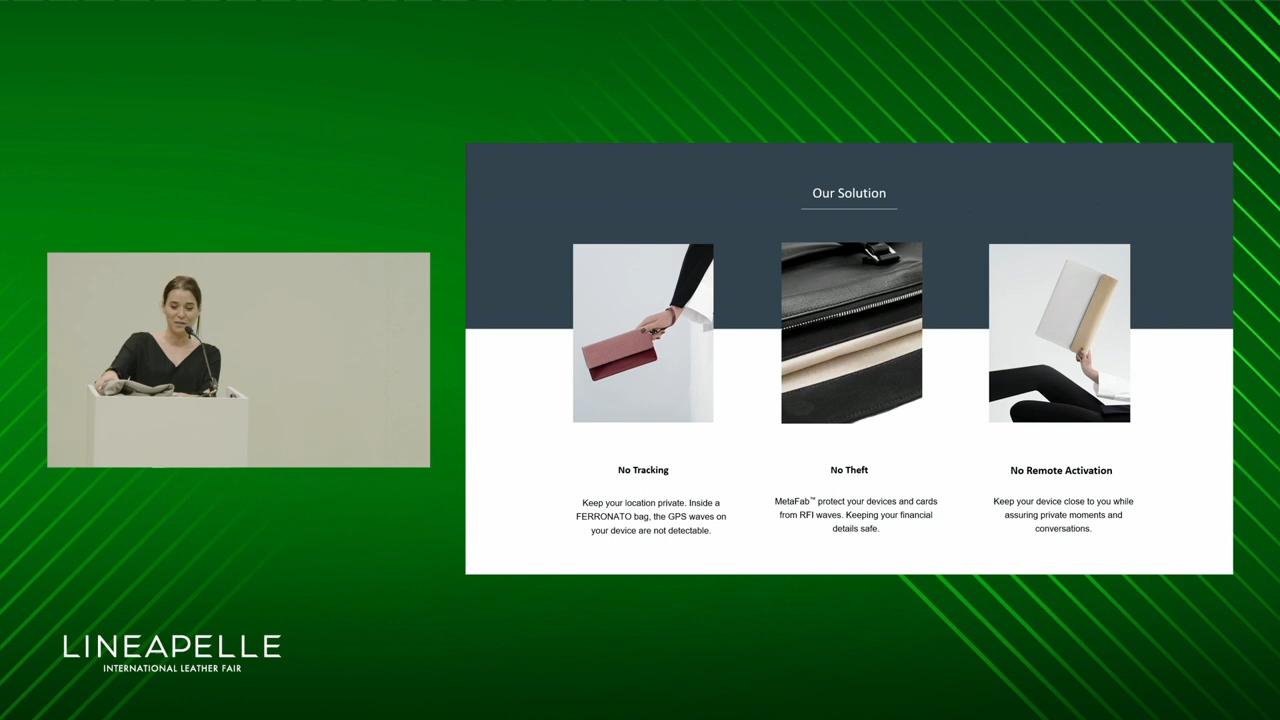 Our Solution
No Tracking
Keep your location private. Inside a
FERRONATO bag, the GPS waves on
your device are not detectable.
No Theft
MetaFab™ protect your devices and cards
from RFI waves. Keeping your financial
details safe.
No Remote Activation
Keep your device close to you while
assuring private moments and
conversations.
LINEAPELLE
INTERNATIONAL LEATHER FAIR